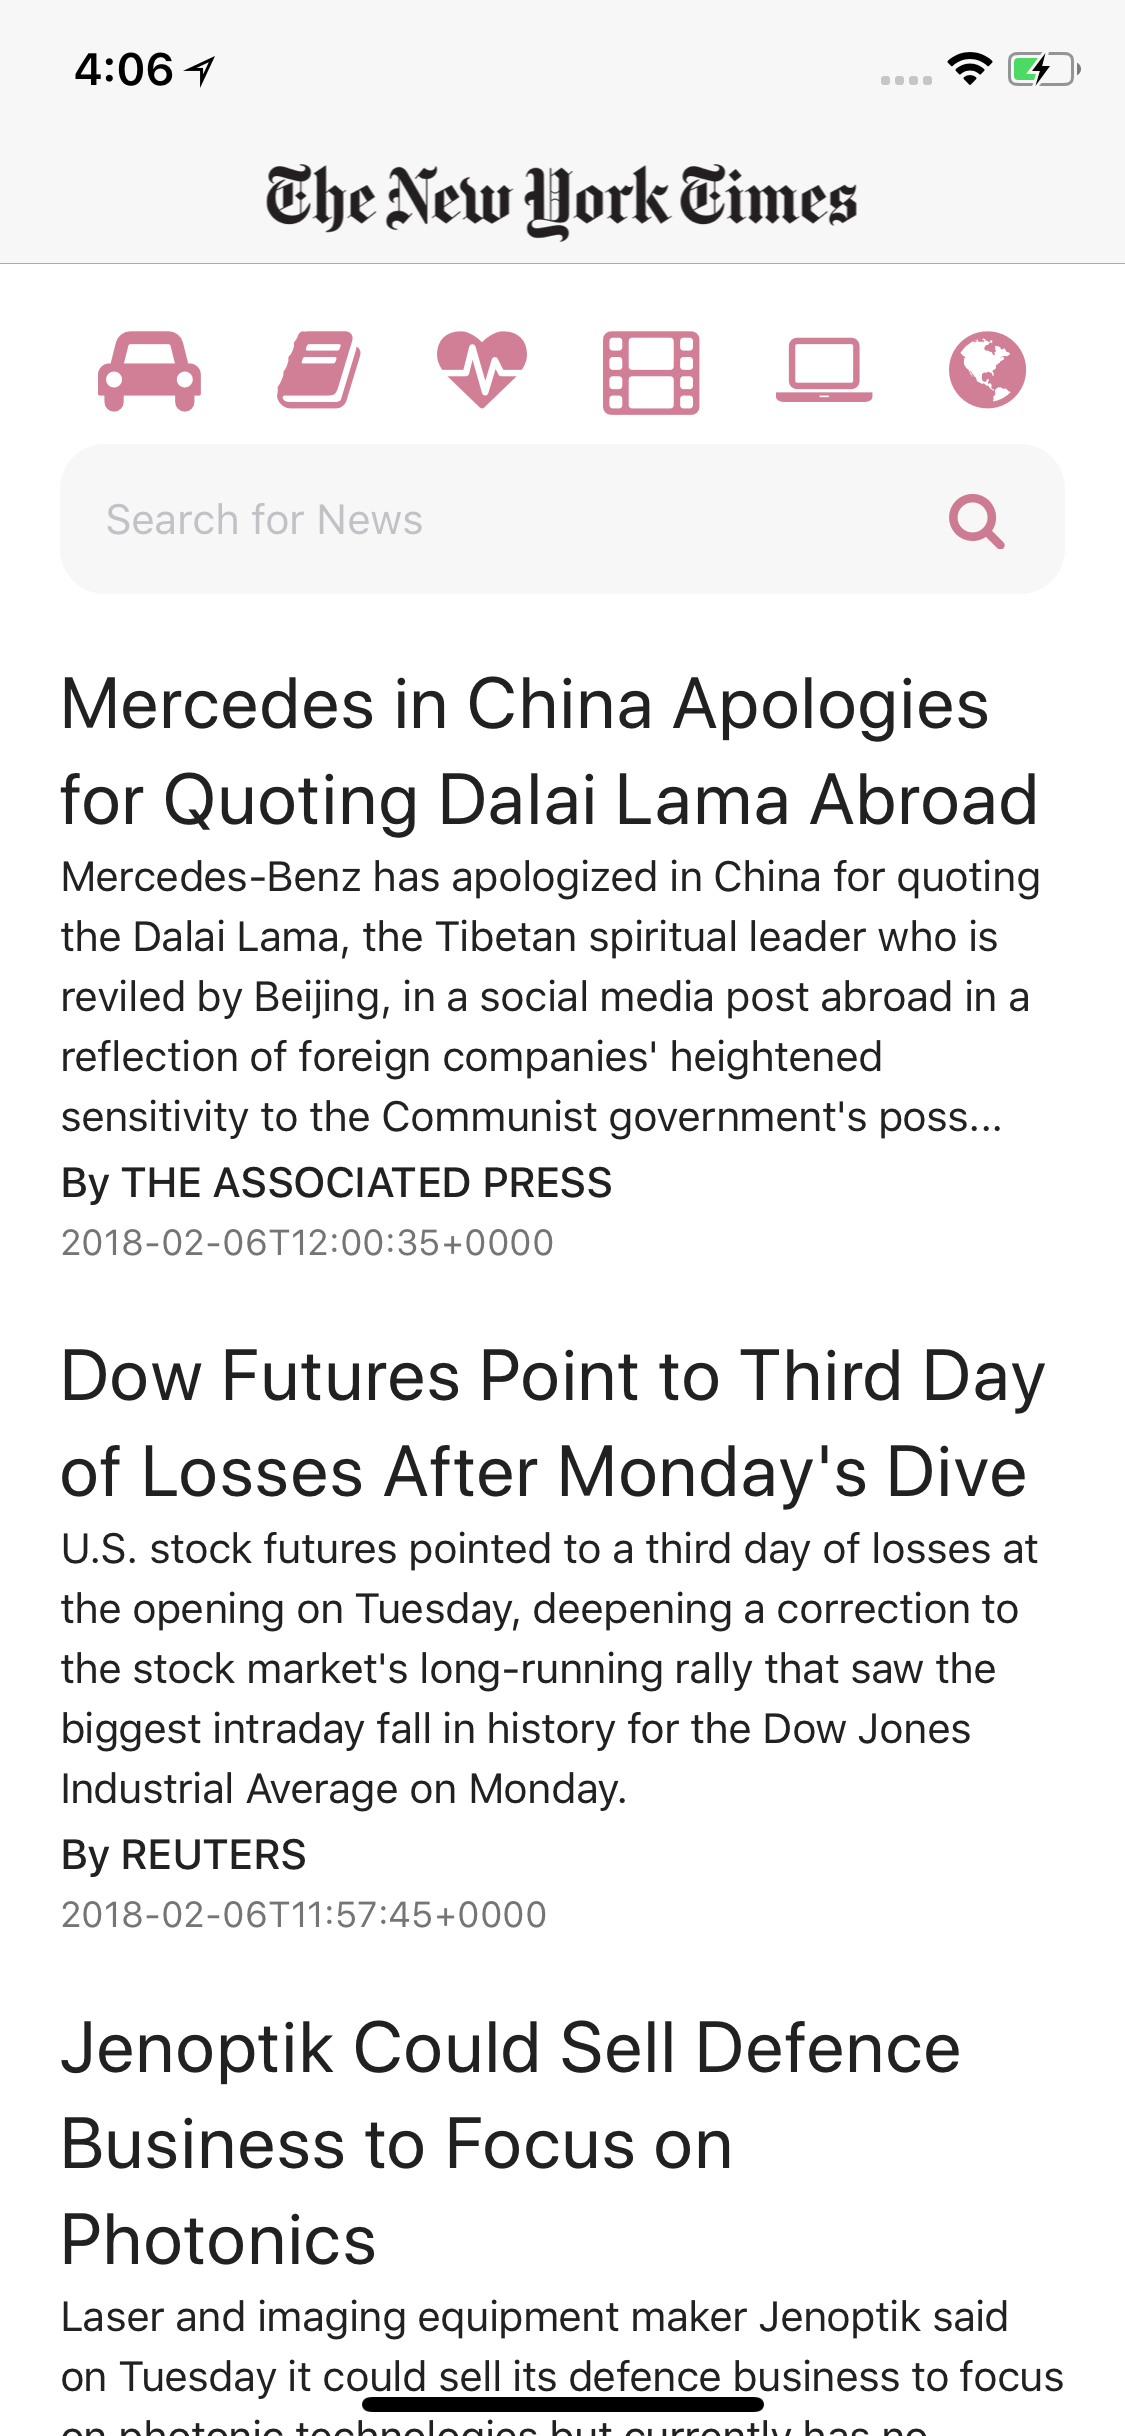 4:06
The New York Times
Search for News
Mercedes in China Apologies
for Quoting Dalai Lama Abroad
Mercedes-Benz has apologized in China for quoting
the Dalai Lama, the Tibetan spiritual leader who is
reviled by Beijing, in a social media post abroad in a
reflection of foreign companies' heightened
sensitivity to the Communist government's poss...
By THE ASSOCIATED PRESS
2018-02-06T12:00:35+0000
Dow Futures Point to Third Day
of Losses After Monday's Dive
U.S. stock futures pointed to a third day of losses at
the opening on Tuesday, deepening a correction to
the stock market's long-running rally that saw the
biggest intraday fall in history for the Dow Jones
Industrial Average on Monday.
By REUTERS
2018-02-06T11:57:45+0000
Jenoptik Could Sell Defence
Business to Focus on
Photonics
Laser and imaging equipment maker Jenoptik said
on Tuesday it could sell its defence business to focus
on photonic technologies but currently has no